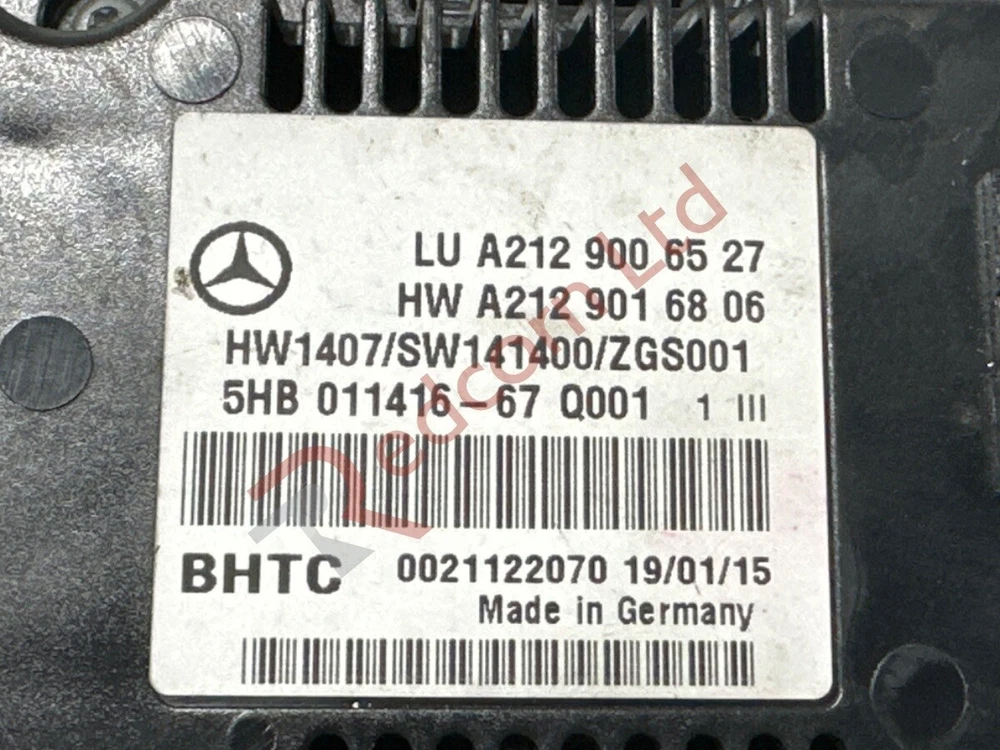 LU A212 900 65 27
HW A212 901 68 06
HW1407/SW141400/ZGS001
5HB 011416-67 Q001 1 III
BHTC 0021122070 19/01/15
Made in Germany
Redcom Ltd